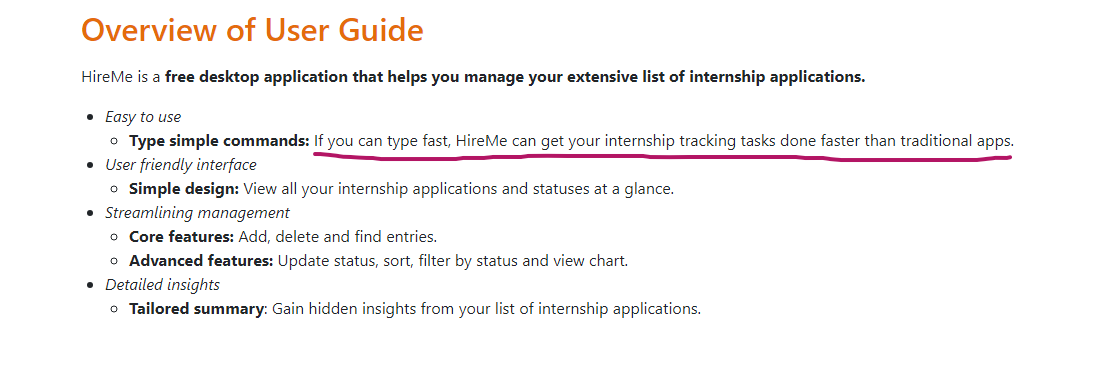 Overview of User Guide
HireMe is a free desktop application that helps you manage your extensive list of internship applications.
Easy to use
Type simple commands: If you can type fast, HireMe can get your internship tracking tasks done faster than traditional apps.
User friendly interface
Simple design: View all your internship applications and statuses at a glance.
Streamlining management
Core features: Add, delete and find entries.
Advanced features: Update status, sort, filter by status and view chart.
Detailed insights
Tailored summary: Gain hidden insights from your list of internship applications.